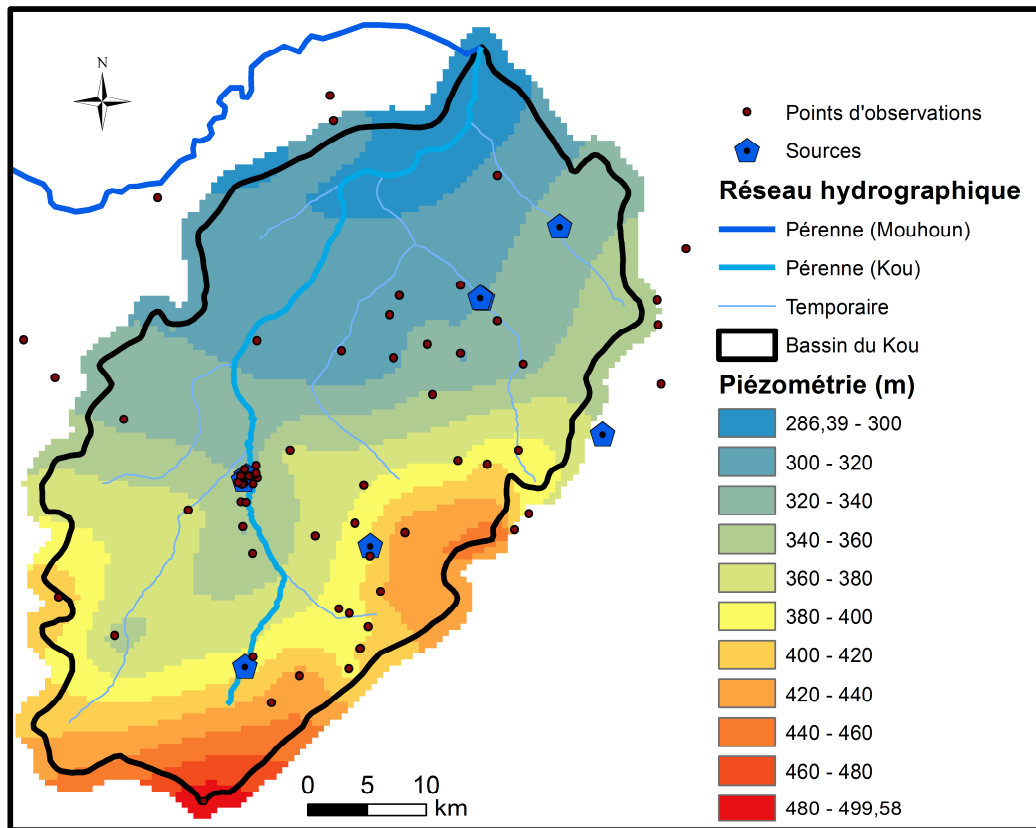 N
Points d'observations
Sources
Réseau hydrographique
Pérenne (Mouhoun)
Pérenne (Kou)
Temporaire
Bassin du Kou
Piézométrie (m)
286,39 - 300
300 - 320
320 - 340
340 - 360
360 - 380
380 - 400
400 - 420
420 - 440
440 - 460
460 - 480
480 - 499,58
0 5 10
km